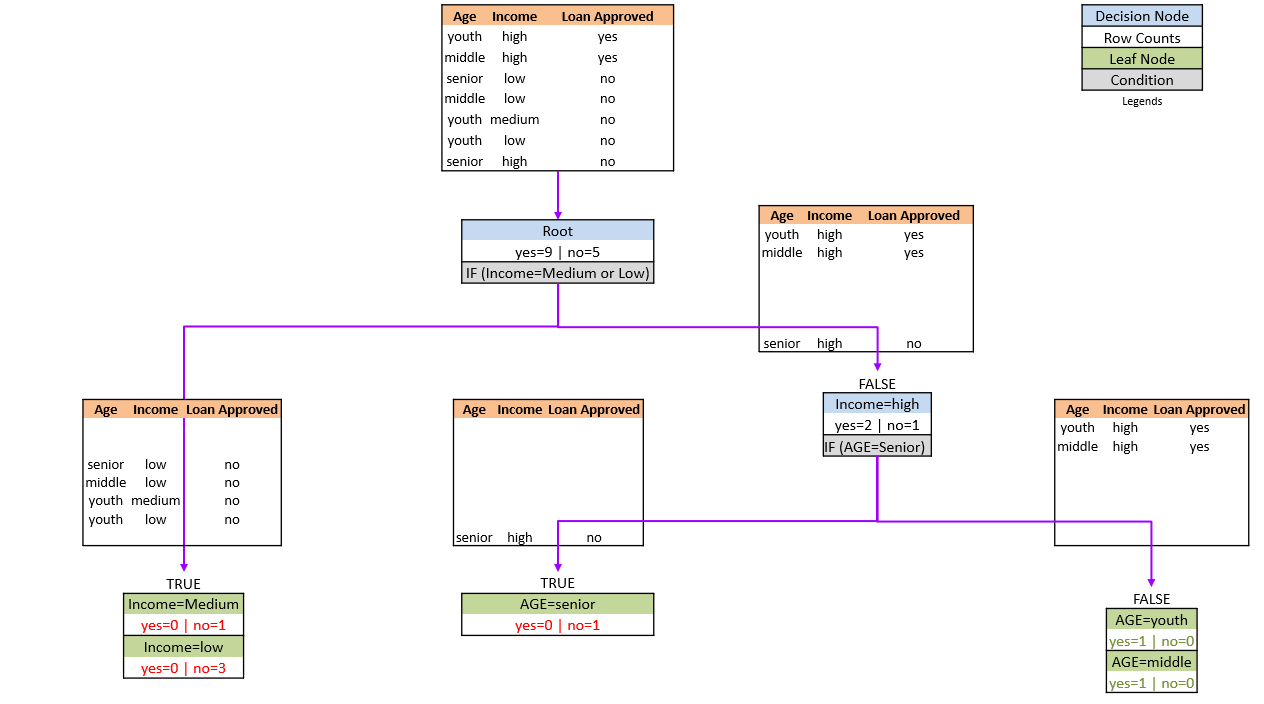 Age Income Loan Approved
youth high yes
middle high yes
senior low no
middle low no
youth medium no
youth low no
senior high no
Decision Node
Row Counts
Leaf Node
Condition
Legends
Root
yes=9 | no=5
IF (Income=Medium or Low)
Age Income Loan Approved
youth high yes
middle high yes
senior high no
FALSE
Income=high
yes=2 | no=1
IF (AGE=Senior)
Age Income Loan Approved
senior low no
middle low no
youth medium no
youth low no
TRUE
Income=Medium
yes=0 | no=1
Income=low
yes=0 | no=3
Age Income Loan Approved
senior high no
TRUE
AGE=senior
yes=0 | no=1
Age Income Loan Approved
youth high yes
middle high yes
FALSE
AGE=youth
yes=1 | no=0
AGE=middle
yes=1 | no=0